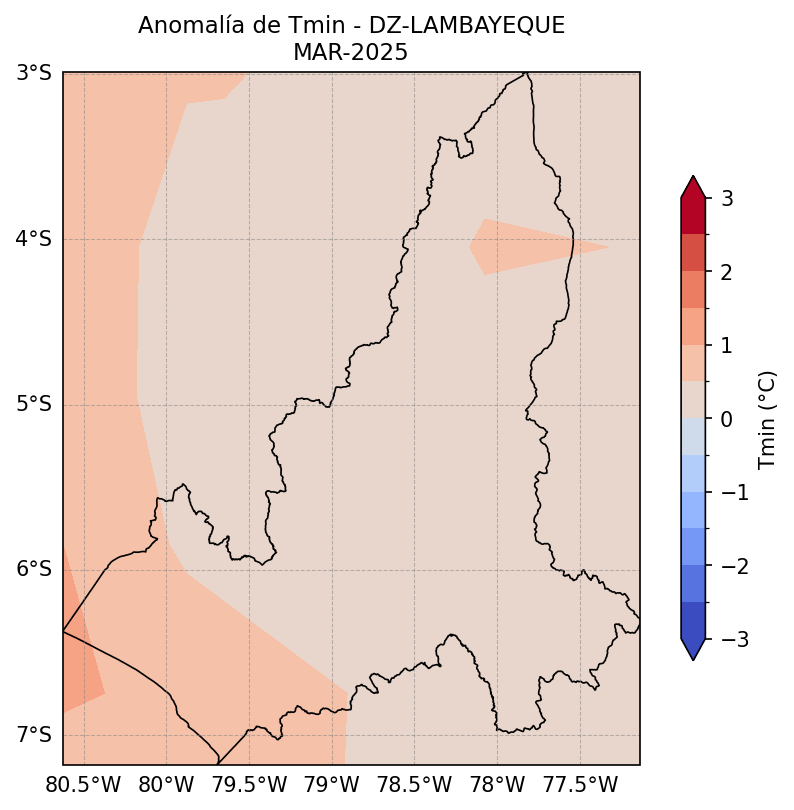 Anomalía de Tmin - DZ-LAMBAYEQUE
MAR-2025
3°S
4°S
5°S
6°S
7°S
80.5°W 80°W 79.5°W 79°W 78.5°W 78°W 77.5°W
3
2
1
0
−1
−2
−3
Tmin (°C)